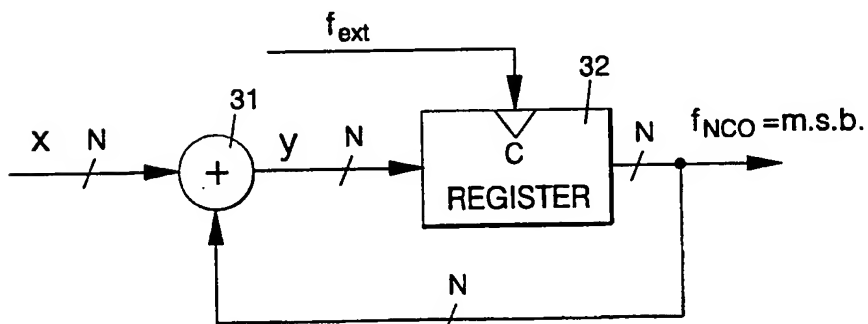 f_ext
31
32
x N
+
y N
C
REGISTER
N
f_NCO = m.s.b.
N